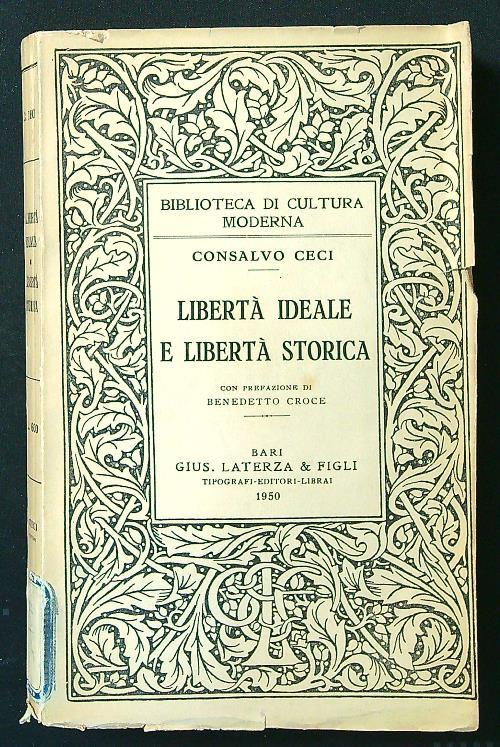 BIBLIOTECA DI CULTURA
MODERNA
CONSALVO CECI
LIBERTÀ IDEALE
E LIBERTÀ STORICA
CON PREFAZIONE DI
BENEDETTO CROCE
BARI
GIUS. LATERZA & FIGLI
TIPOGRAFI-EDITORI-LIBRAI
1950